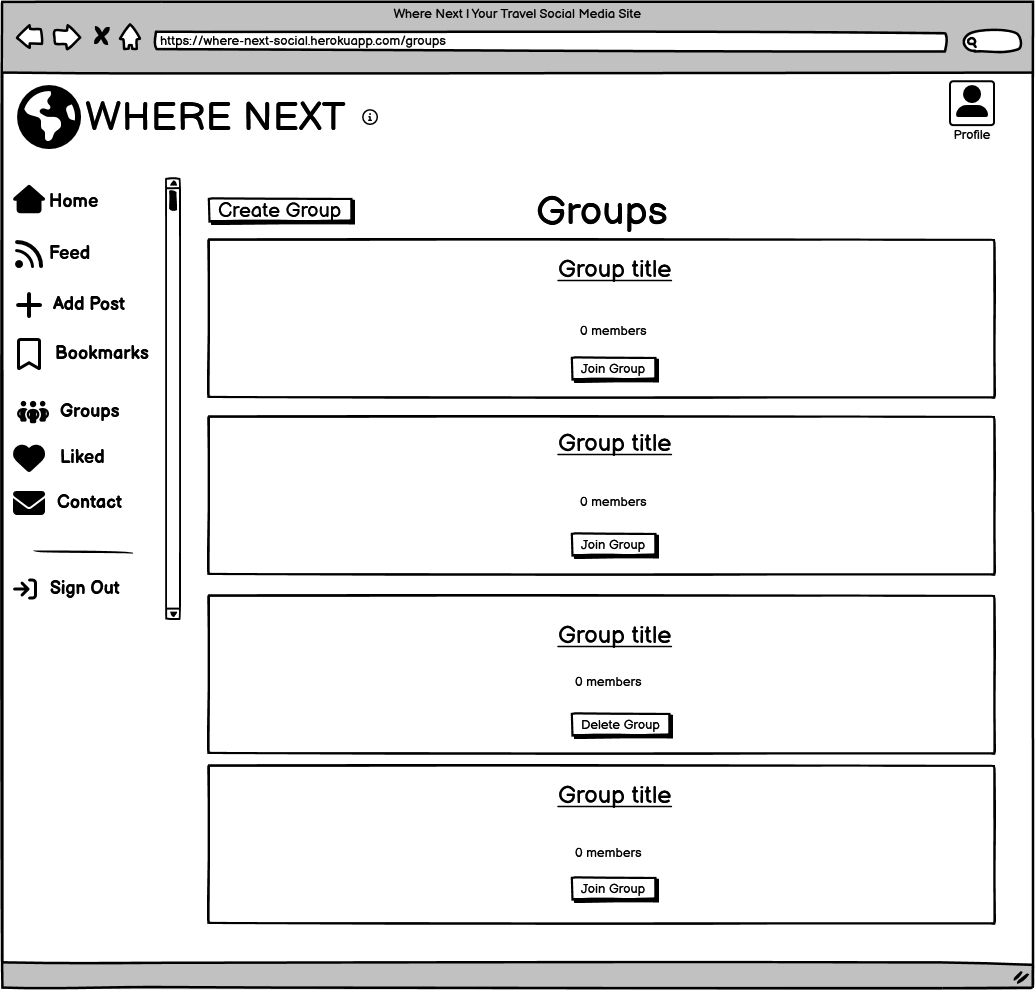 Where Next | Your Travel Social Media Site
https://where-next-social.herokuapp.com/groups
WHERE NEXT
Profile
Home
Feed
Add Post
Bookmarks
Groups
Liked
Contact
Sign Out
Create Group
Groups
Group title
0 members
Join Group
Group title
0 members
Join Group
Group title
0 members
Delete Group
Group title
0 members
Join Group